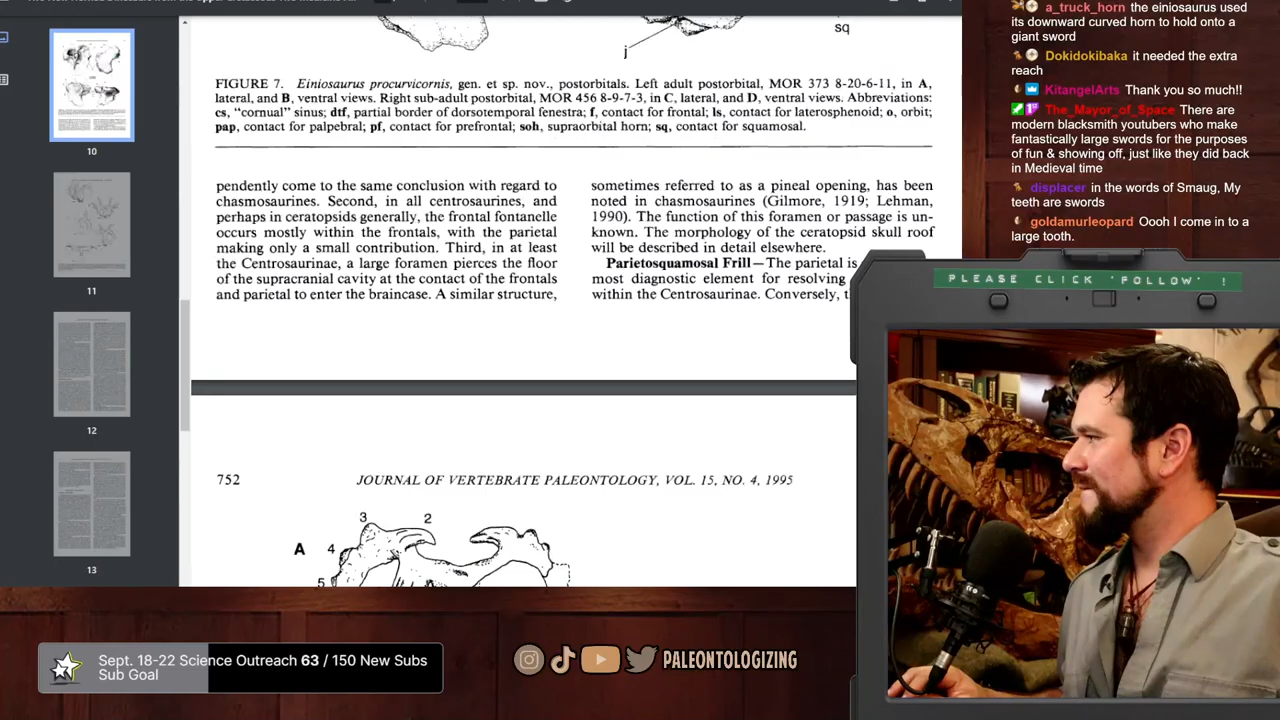 sq
j
FIGURE 7. Einiosaurus procurvicornis, gen. et sp. nov., postorbitals. Left adult postorbital, MOR 373 8-20-6-11, in A,
lateral, and B, ventral views. Right sub-adult postorbital, MOR 456 8-9-7-3, in C, lateral, and D, ventral views. Abbreviations:
cs, "cornual" sinus; dtf, partial border of dorsotemporal fenestra; f, contact for frontal; ls, contact for laterosphenoid; o, orbit;
pap, contact for palpebral; pf, contact for prefrontal; soh, supraorbital horn; sq, contact for squamosal.
pendently come to the same conclusion with regard to
chasmosaurines. Second, in all centrosaurines, and
perhaps in ceratopsids generally, the frontal fontanelle
occurs mostly within the frontals, with the parietal
making only a small contribution. Third, in at least
the Centrosaurinae, a large foramen pierces the floor
of the supracranial cavity at the contact of the frontals
and parietal to enter the braincase. A similar structure,
sometimes referred to as a pineal opening, has been
noted in chasmosaurines (Gilmore, 1919; Lehman,
1990). The function of this foramen or passage is un-
known. The morphology of the ceratopsid skull roof
will be described in detail elsewhere.
Parietosquamosal Frill—The parietal is
most diagnostic element for resolving
within the Centrosaurinae. Conversely,
752
JOURNAL OF VERTEBRATE PALEONTOLOGY, VOL. 15, NO. 4, 1995
3
2
A
4
5
10
11
12
13
a_truck_horn the einiosaurus used
its downward curved horn to hold onto a
giant sword
Dokidokibaka it needed the extra
reach
KitangelArts Thank you so much!!
The_Mayor_of_Space There are
modern blacksmith youtubers who make
fantastically large swords for the purposes
of fun & showing off, just like they did back
in Medieval time
displacer in the words of Smaug, My
teeth are swords
goldamurleopard Oooh I come in to a
large tooth.
PLEASE CLICK 'FOLLOW' !
Sept. 18-22 Science Outreach 63 / 150 New Subs
Sub Goal
PALEONTOLOGIZING